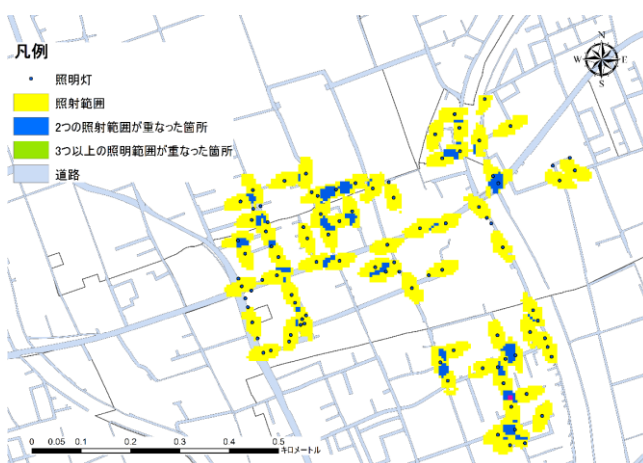 凡例
照明灯
照射範囲
2つの照射範囲が重なった箇所
3つ以上の照明範囲が重なった箇所
道路
N
W E
S
0 0.05 0.1 0.2 0.3 0.4 0.5
キロメートル